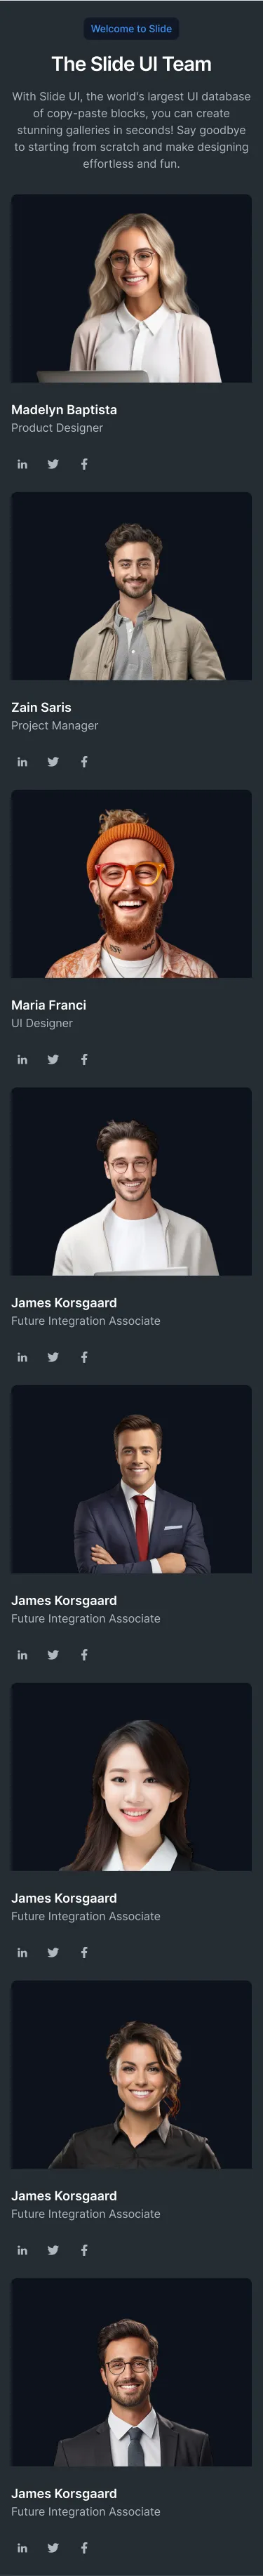 Welcome to Slide
The Slide UI Team
With Slide UI, the world's largest UI database
of copy-paste blocks, you can create
stunning galleries in seconds! Say goodbye
to starting from scratch and make designing
effortless and fun.
Madelyn Baptista
Product Designer
in
Zain Saris
Project Manager
in
Maria Franci
UI Designer
in
James Korsgaard
Future Integration Associate
in
James Korsgaard
Future Integration Associate
in
James Korsgaard
Future Integration Associate
in
James Korsgaard
Future Integration Associate
in
James Korsgaard
Future Integration Associate
in